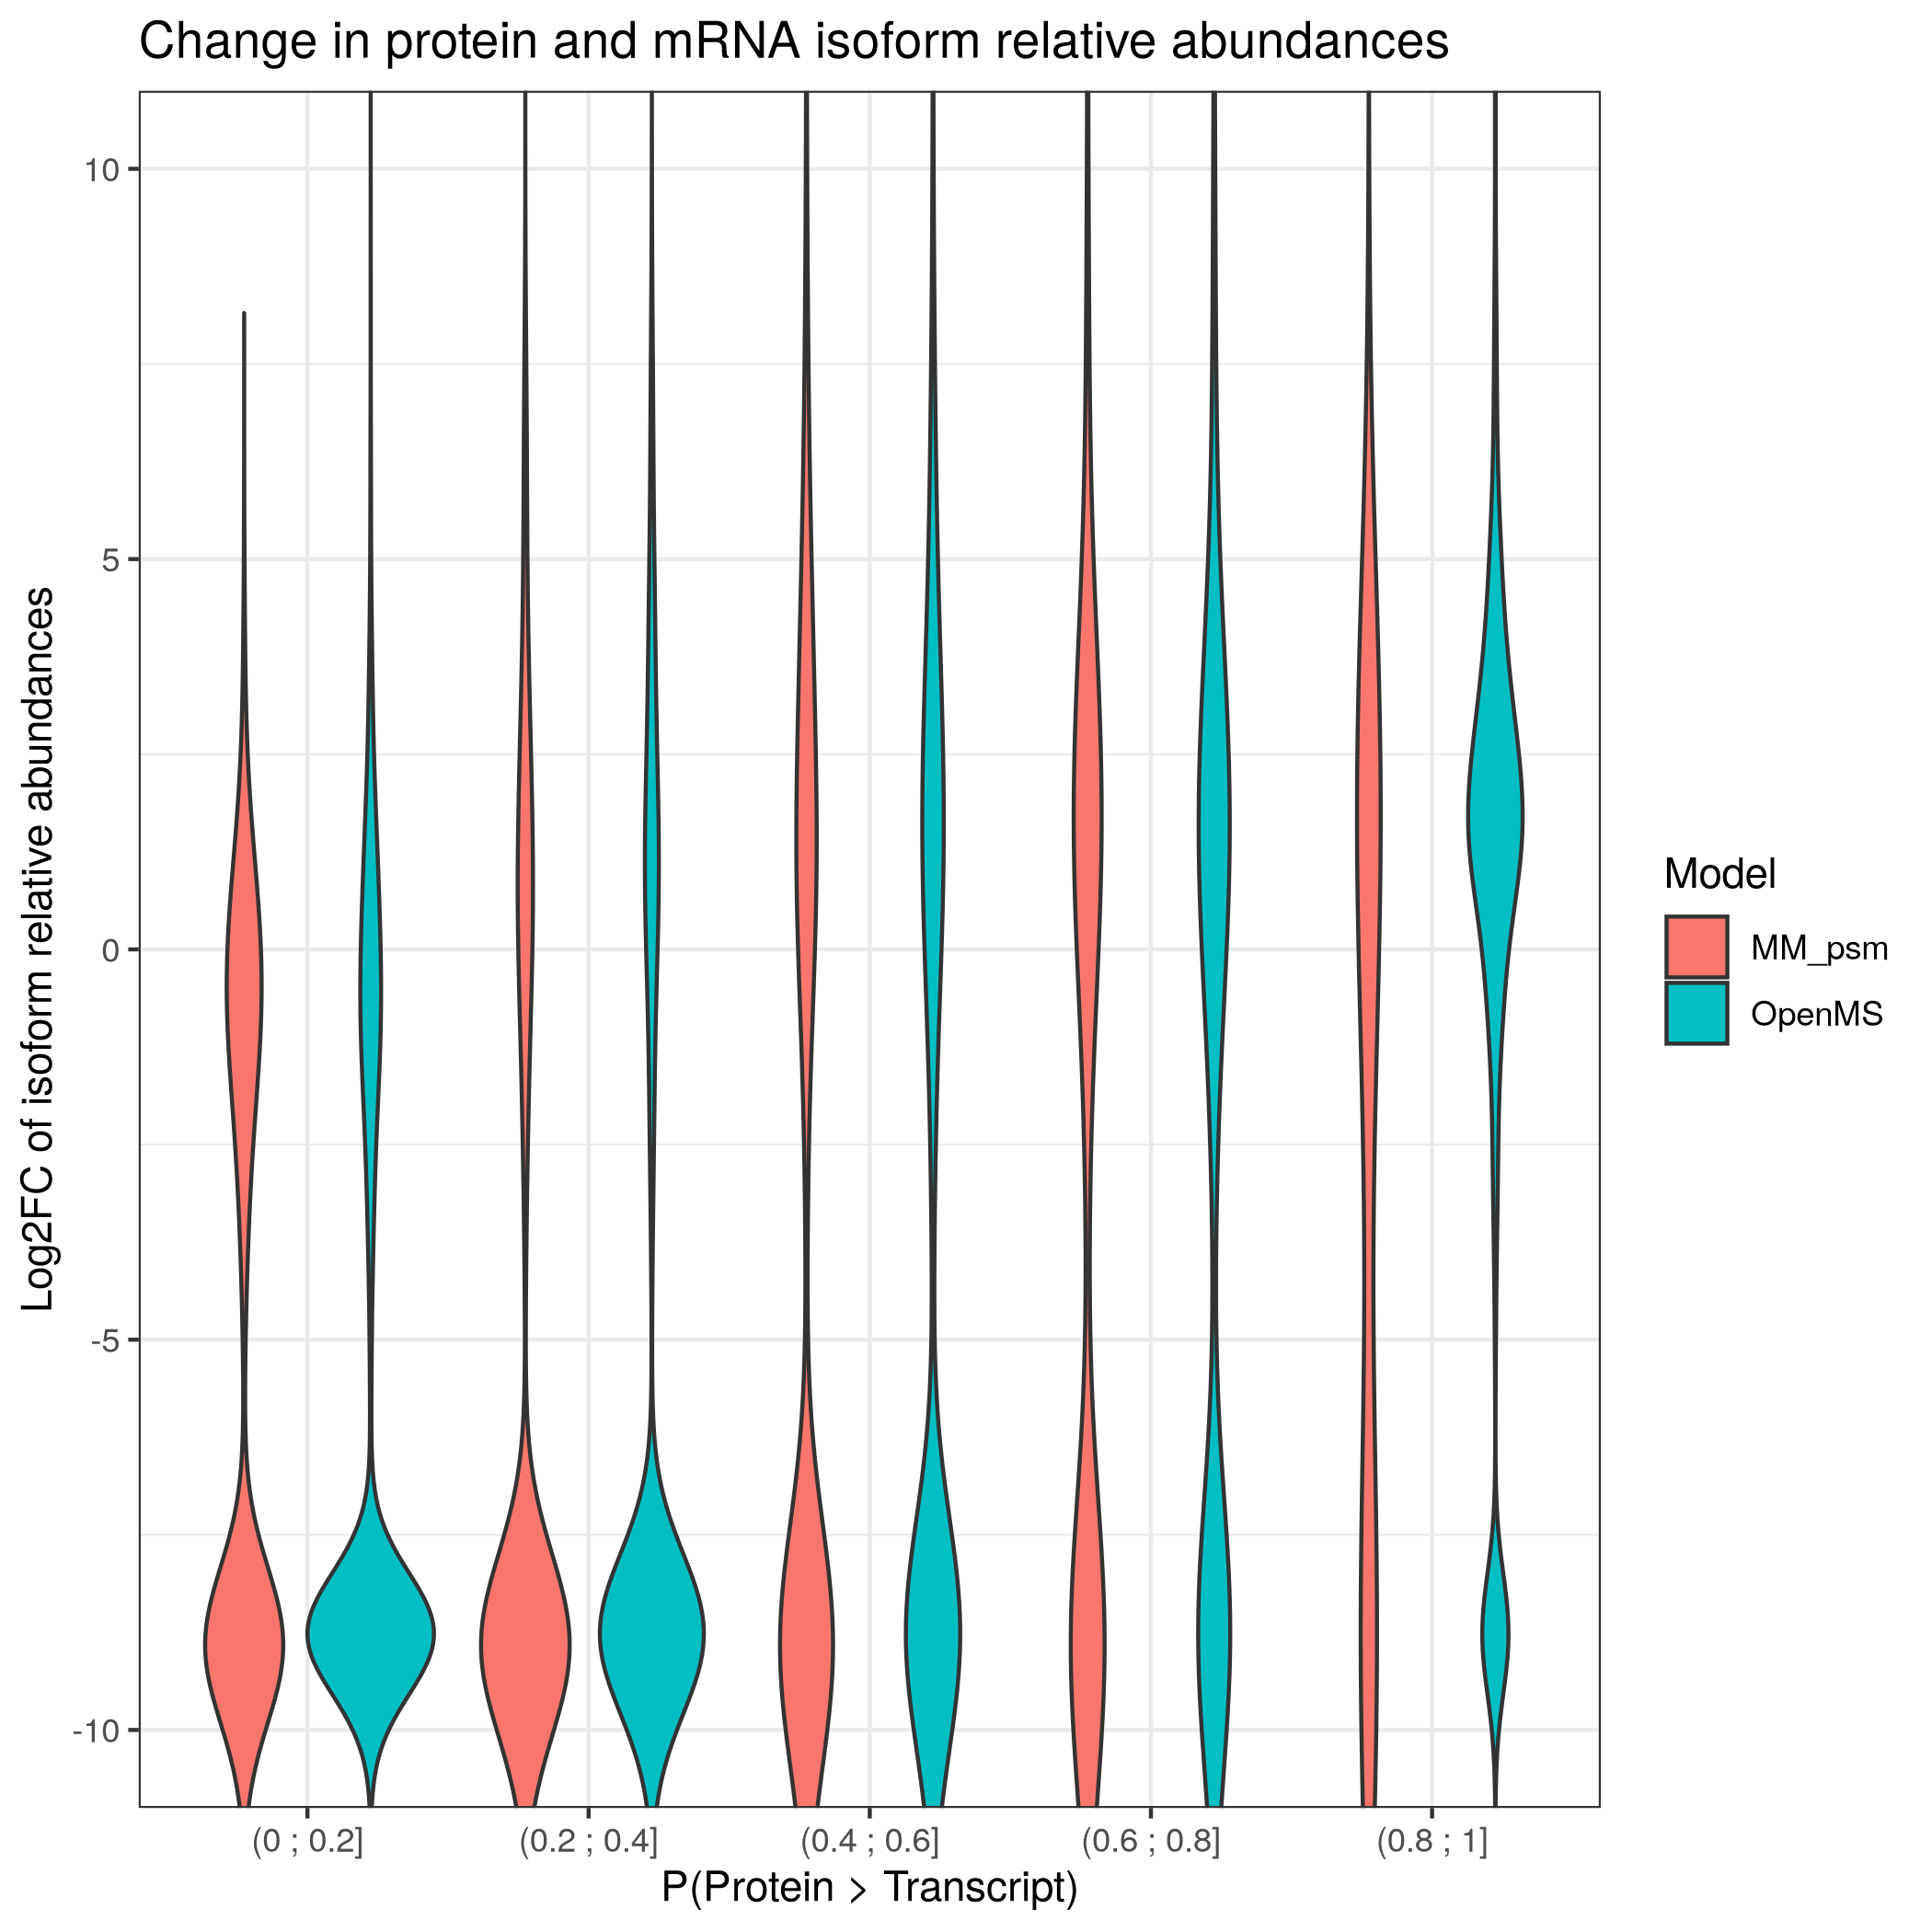 Change in protein and mRNA isoform relative abundances
Log2FC of isoform relative abundances
10
5
0
-5
-10
(0 ; 0.2]
(0.2 ; 0.4]
(0.4 ; 0.6]
(0.6 ; 0.8]
(0.8 ; 1]
P(Protein > Transcript)
Model
MM_psm
OpenMS